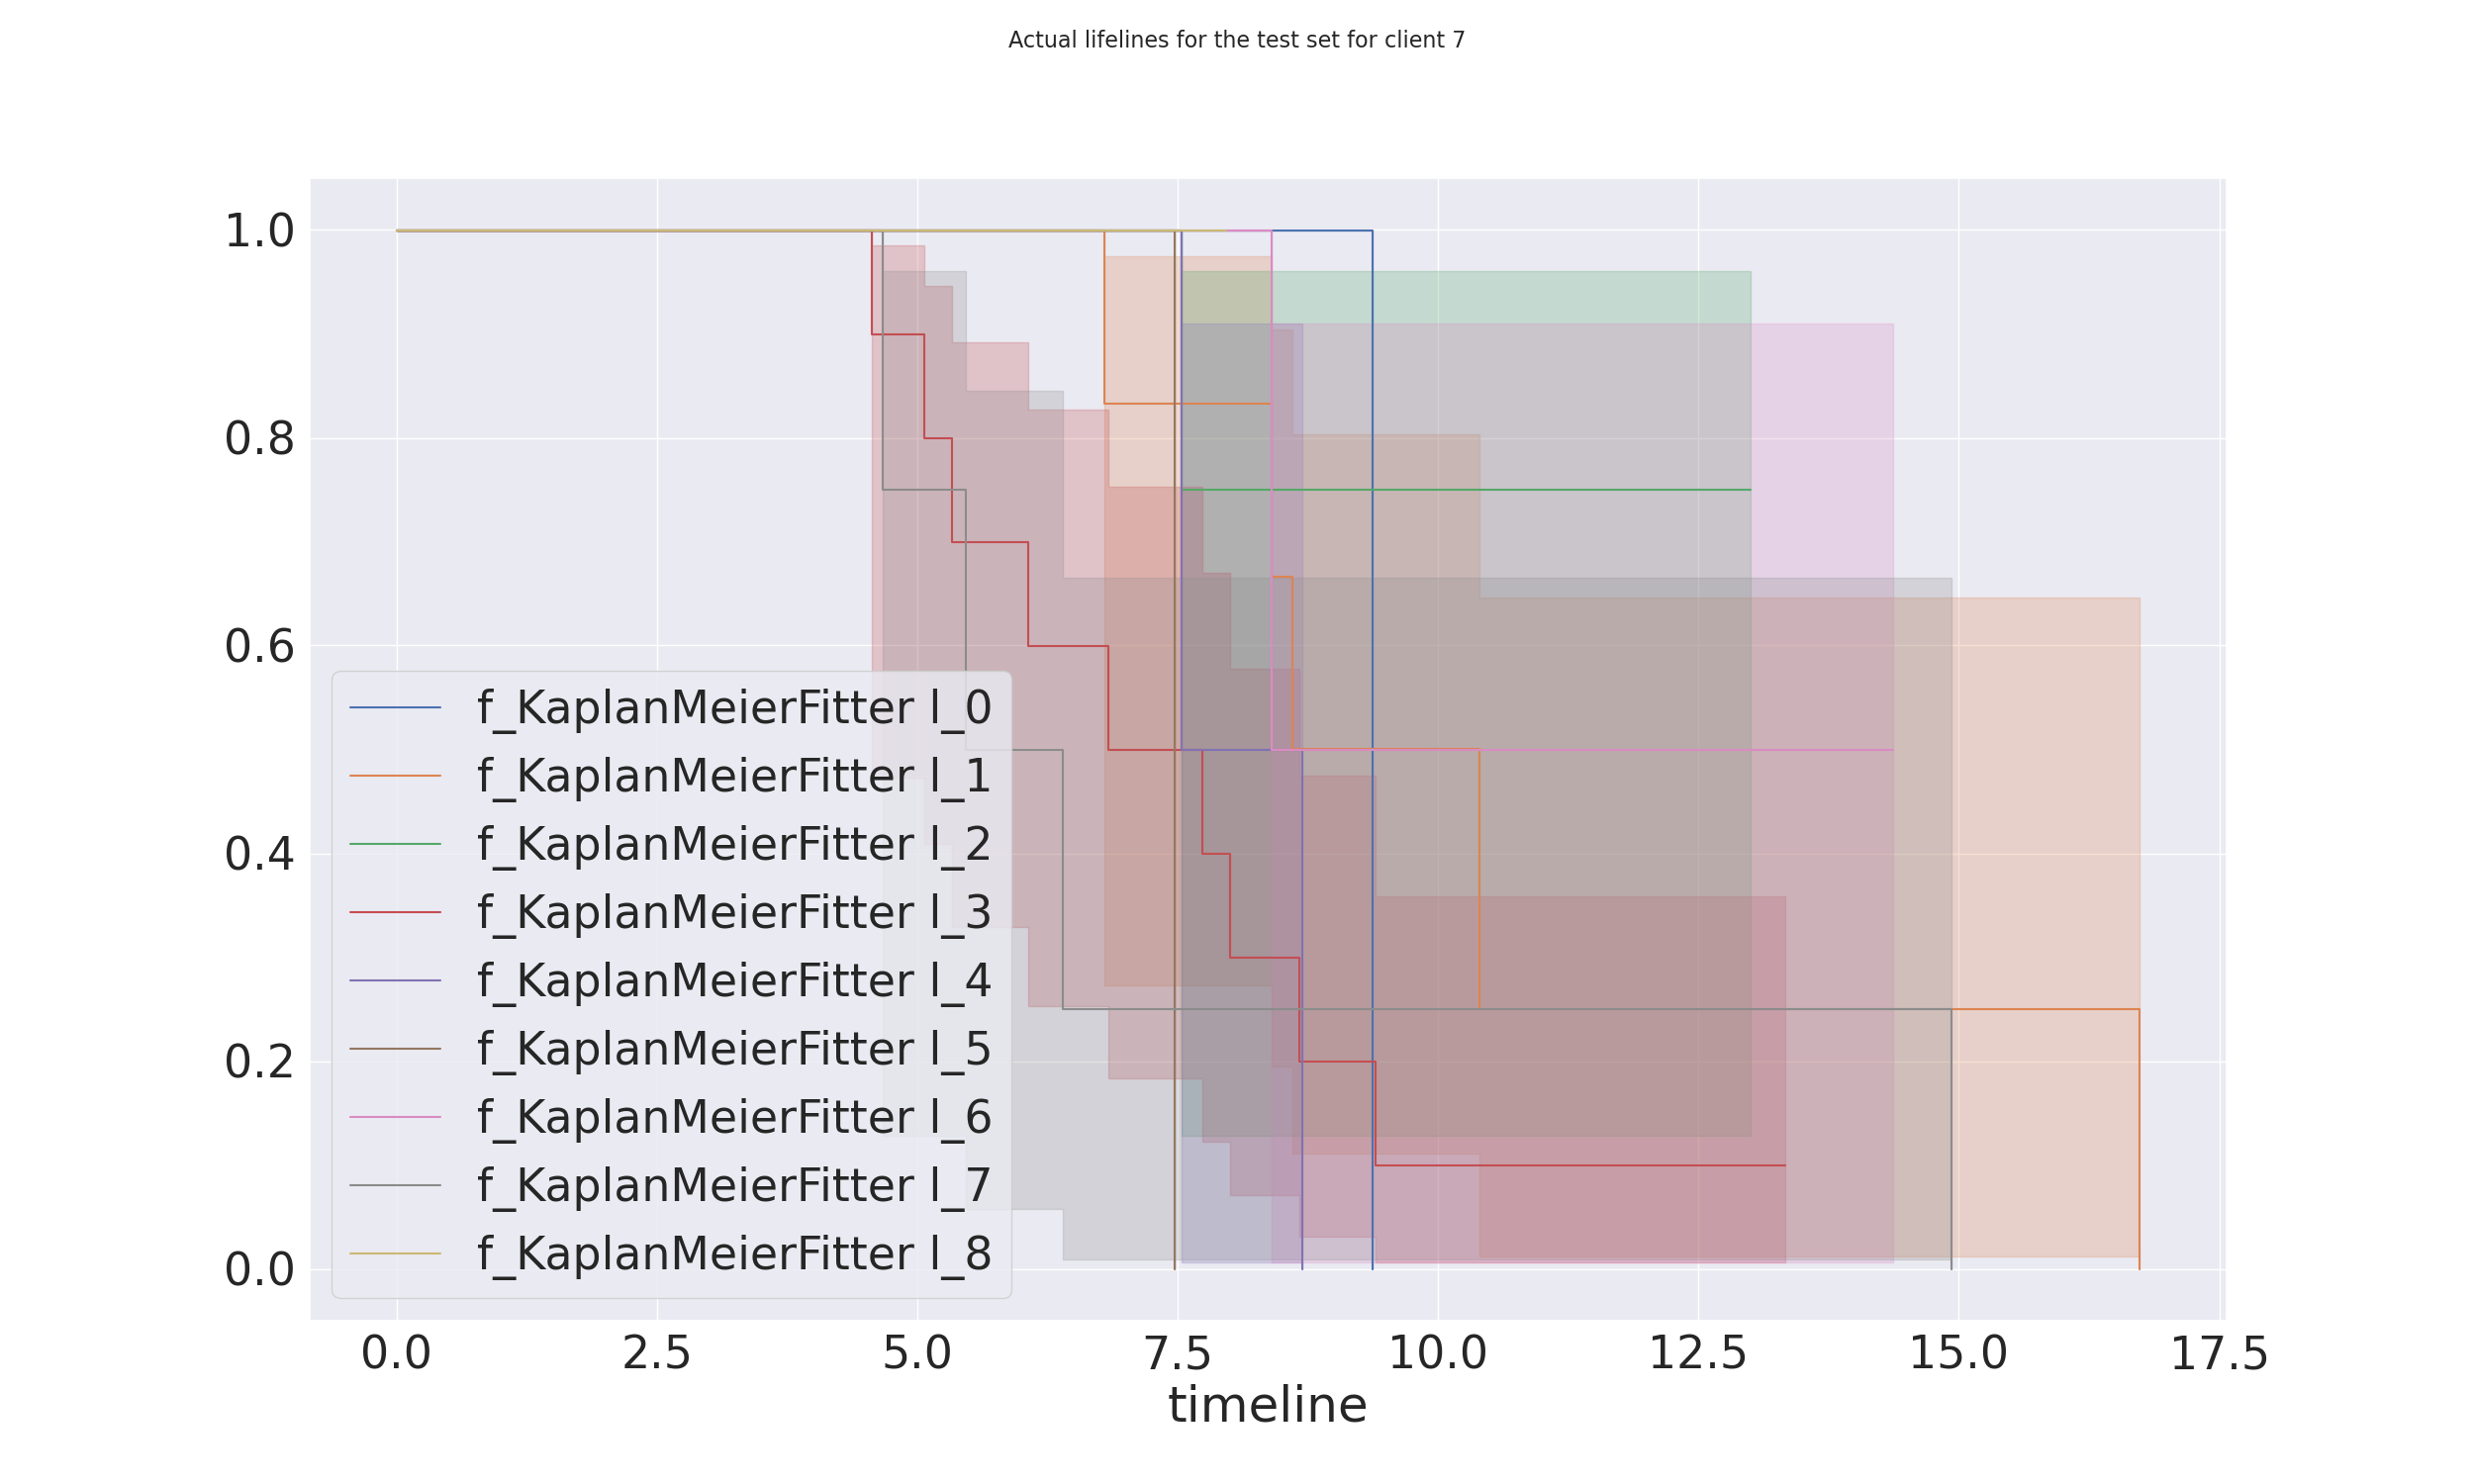 Actual lifelines for the test set for client 7
1.0
0.8
0.6
0.4
0.2
0.0
f_KaplanMeierFitter l_0
f_KaplanMeierFitter l_1
f_KaplanMeierFitter l_2
f_KaplanMeierFitter l_3
f_KaplanMeierFitter l_4
f_KaplanMeierFitter l_5
f_KaplanMeierFitter l_6
f_KaplanMeierFitter l_7
f_KaplanMeierFitter l_8
0.0 2.5 5.0 7.5 10.0 12.5 15.0 17.5
timeline